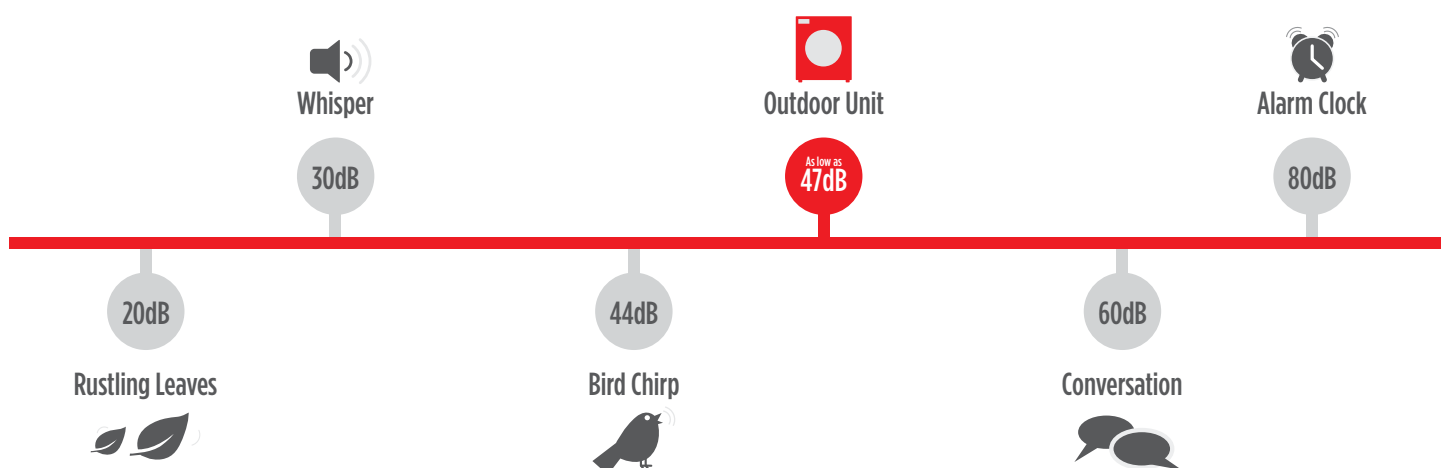 Whisper
30dB
Outdoor Unit
As low as
47dB
Alarm Clock
80dB
20dB
Rustling Leaves
44dB
Bird Chirp
60dB
Conversation